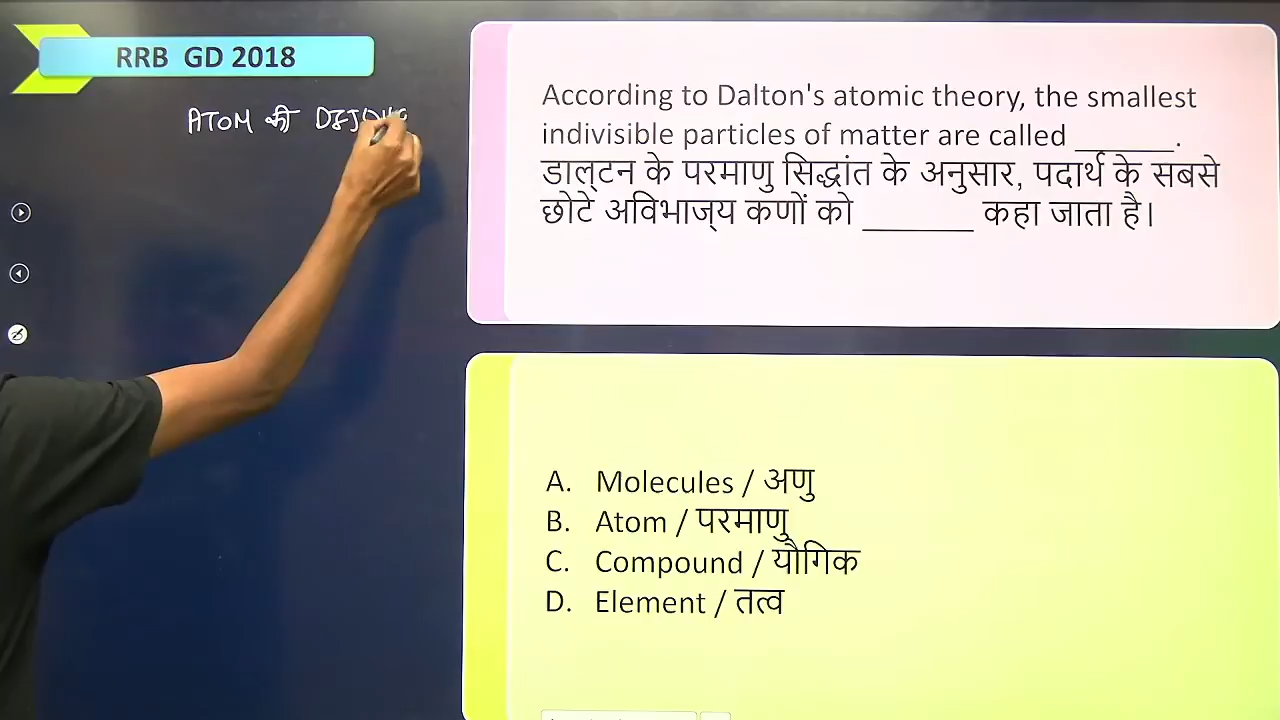 RRB GD 2018
ATOM की
According to Dalton's atomic theory, the smallest
indivisible particles of matter are called ______.
डाल्टन के परमाणु सिद्धांत के अनुसार, पदार्थ के सबसे
छोटे अविभाज्य कणों को _______ कहा जाता है।
A. Molecules / अणु
B. Atom / परमाणु
C. Compound / यौगिक
D. Element / तत्व